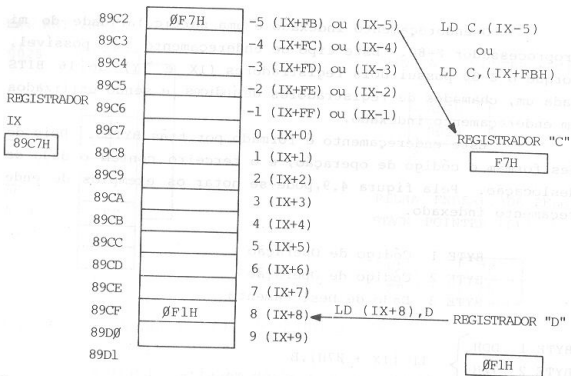 89C2 ØF7H -5 (IX+FB) ou (IX-5) LD C,(IX-5)
89C3 -4 (IX+FC) ou (IX-4) ou
89C4 -3 (IX+FD) ou (IX-3) LD C,(IX+FBH)
89C5 -2 (IX+FE) ou (IX-2)
REGISTRADOR 89C6 -1 (IX+FF) ou (IX-1)
IX 89C7 0 (IX+0) REGISTRADOR "C"
89C7H 89C8 1 (IX+1) F7H
89C9 2 (IX+2)
89CA 3 (IX+3)
89CB 4 (IX+4)
89CC 5 (IX+5)
89CD 6 (IX+6)
89CE 7 (IX+7)
89CF ØF1H 8 (IX+8) LD (IX+8),D REGISTRADOR "D"
89DØ 9 (IX+9)
89D1 ØF1H